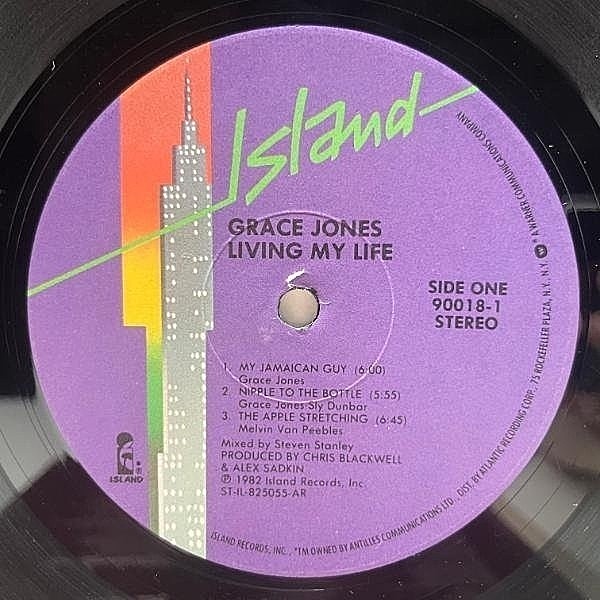 Island
GRACE JONES
LIVING MY LIFE
SIDE ONE
90018-1
STEREO
1. MY JAMAICAN GUY (6:00)
Grace Jones
2. NIPPLE TO THE BOTTLE (5:55)
Grace Jones-Sly Dunbar
3. THE APPLE STRETCHING (6:45)
Melvin Van Peebles
Mixed by Steven Stanley
PRODUCED BY CHRIS BLACKWELL
& ALEX SADKIN
℗ 1982 Island Records, Inc.
ST-IL-825055-AR
ISLAND
ISLAND RECORDS, INC., *TM OWNED BY ANTILLES COMMUNICATIONS LTD., DIST. BY ATLANTIC RECORDING CORP., 75 ROCKEFELLER PLAZA, N.Y., N.Y. * A WARNER COMMUNICATIONS COMPANY